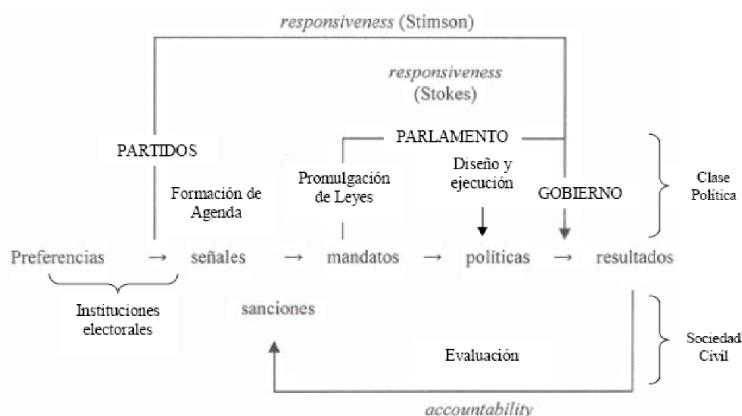 responsiveness (Stimson)
responsiveness
(Stokes)
PARLAMENTO
PARTIDOS
Diseño y
ejecución
Promulgación
de Leyes
Formación de
Agenda
GOBIERNO
Clase
Política
Preferencias → señales → mandatos → políticas → resultados
Instituciones
electorales
sanciones
Evaluación
Sociedad
Civil
accountability